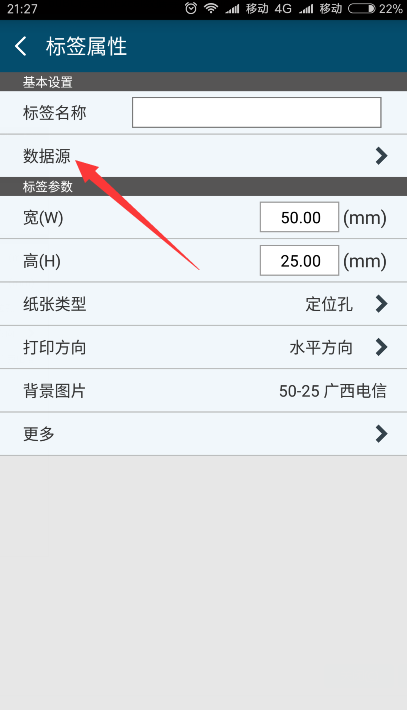 21:27 移动 4G 移动 22%
标签属性
基本设置
标签名称
数据源
标签参数
宽(W) 50.00 (mm)
高(H) 25.00 (mm)
纸张类型 定位孔
打印方向 水平方向
背景图片 50-25 广西电信
更多